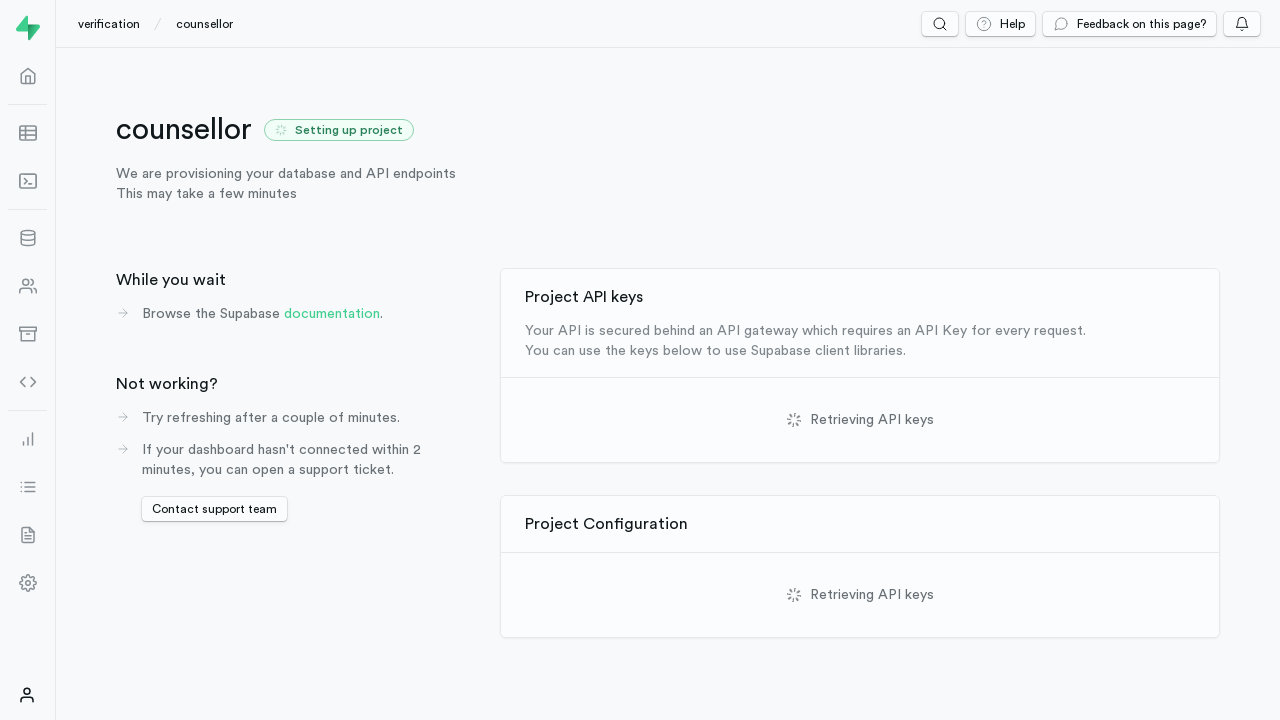 verification / counsellor
Help
Feedback on this page?
counsellor
Setting up project
We are provisioning your database and API endpoints
This may take a few minutes
While you wait
Browse the Supabase documentation.
Not working?
Try refreshing after a couple of minutes.
If your dashboard hasn't connected within 2
minutes, you can open a support ticket.
Contact support team
Project API keys
Your API is secured behind an API gateway which requires an API Key for every request.
You can use the keys below to use Supabase client libraries.
Retrieving API keys
Project Configuration
Retrieving API keys